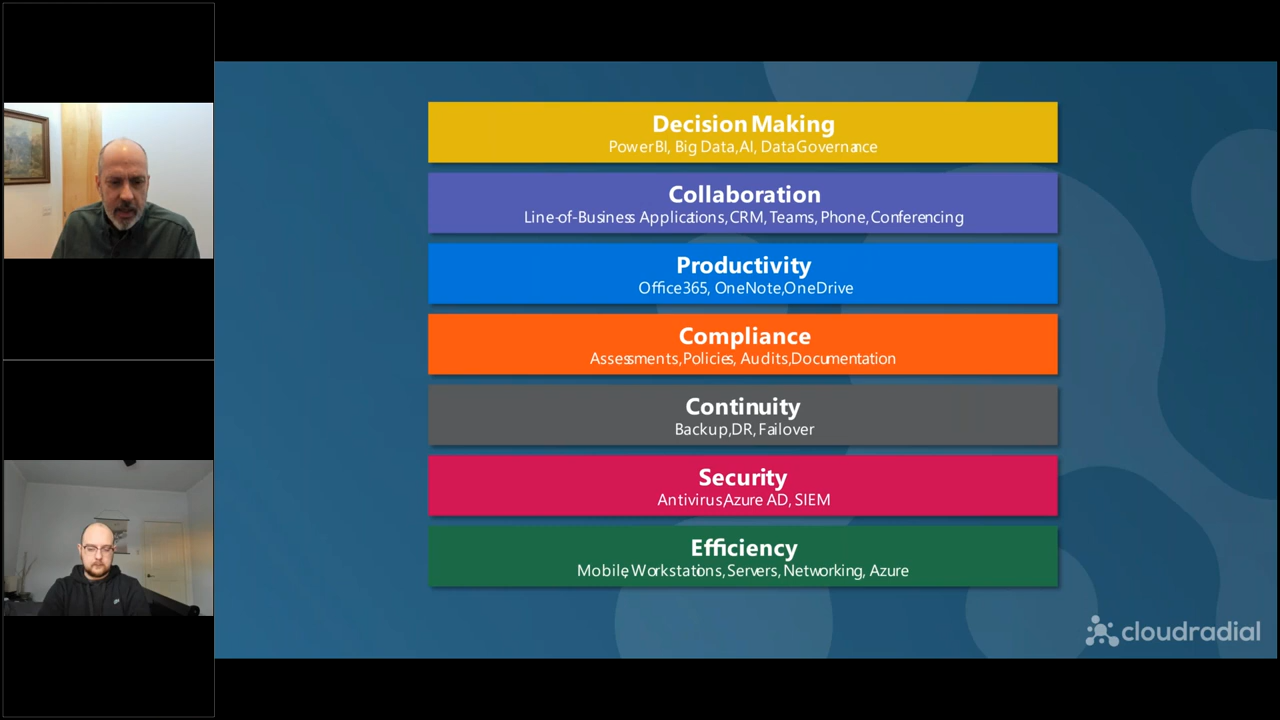 Decision Making
PowerBI, Big Data, AI, Data Governance
Collaboration
Line-of-Business Applications, CRM, Teams, Phone, Conferencing
Productivity
Office365, OneNote, OneDrive
Compliance
Assessments, Policies, Audits, Documentation
Continuity
Backup, DR, Failover
Security
Antivirus, Azure AD, SIEM
Efficiency
Mobile, Workstations, Servers, Networking, Azure
cloudradial